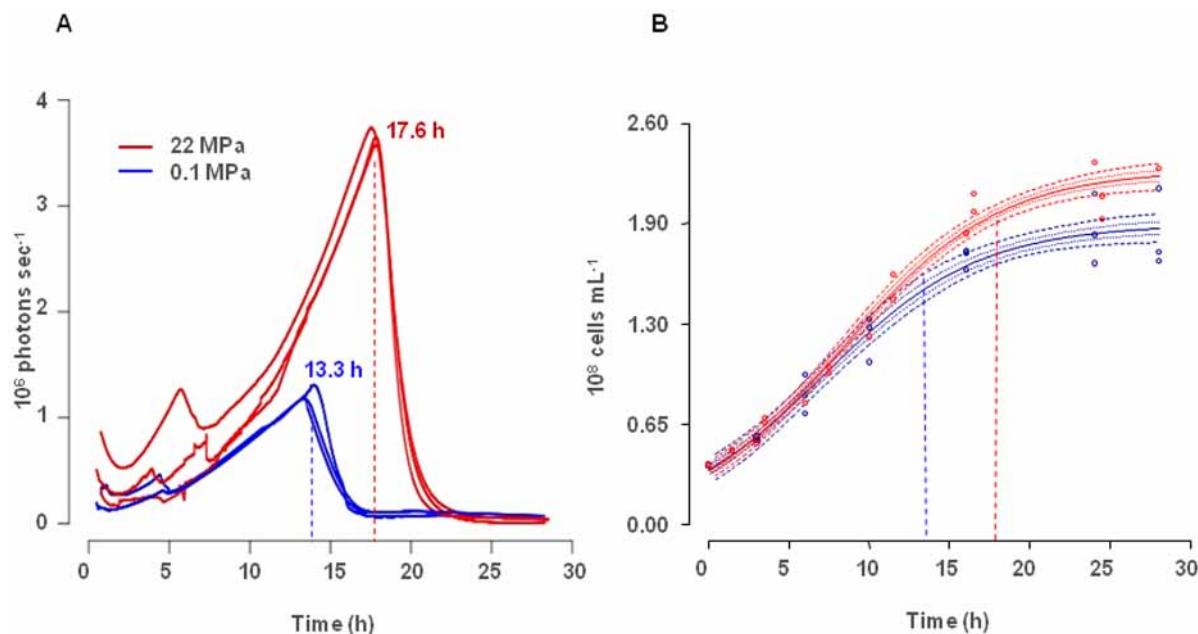 A
4
3
2
1
0
10⁶ photons sec⁻¹
22 MPa
0.1 MPa
17.6 h
13.3 h
0 5 10 15 20 25 30
Time (h)
B
2.60
1.90
1.30
0.65
0.00
10⁸ cells mL⁻¹
0 5 10 15 20 25 30
Time (h)